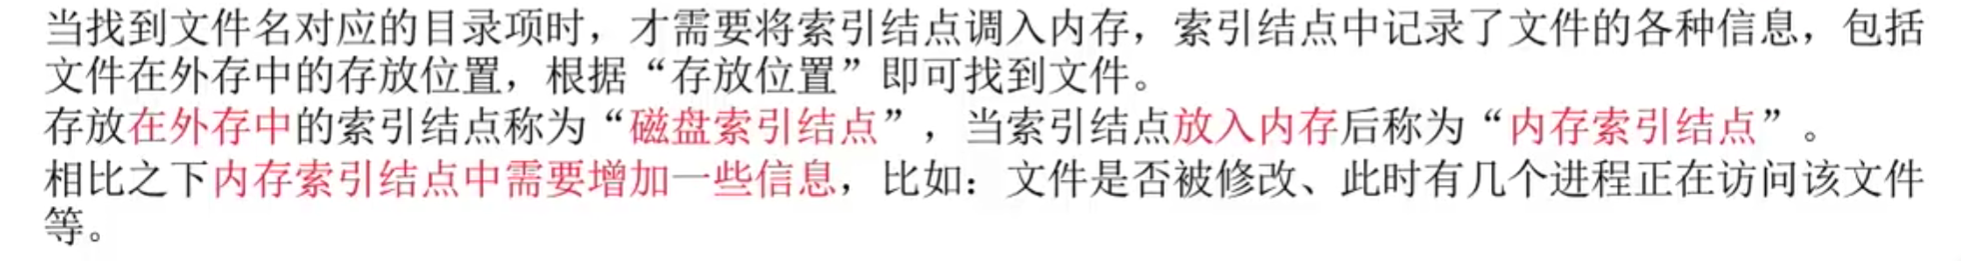 当找到文件名对应的目录项时，才需要将索引结点调入内存，索引结点中记录了文件的各种信息，包括
文件在外存中的存放位置，根据“存放位置”即可找到文件。
存放在外存中的索引结点称为“磁盘索引结点”，当索引结点放入内存后称为“内存索引结点”。
相比之下内存索引结点中需要增加一些信息，比如：文件是否被修改、此时有几个进程正在访问该文件
等。